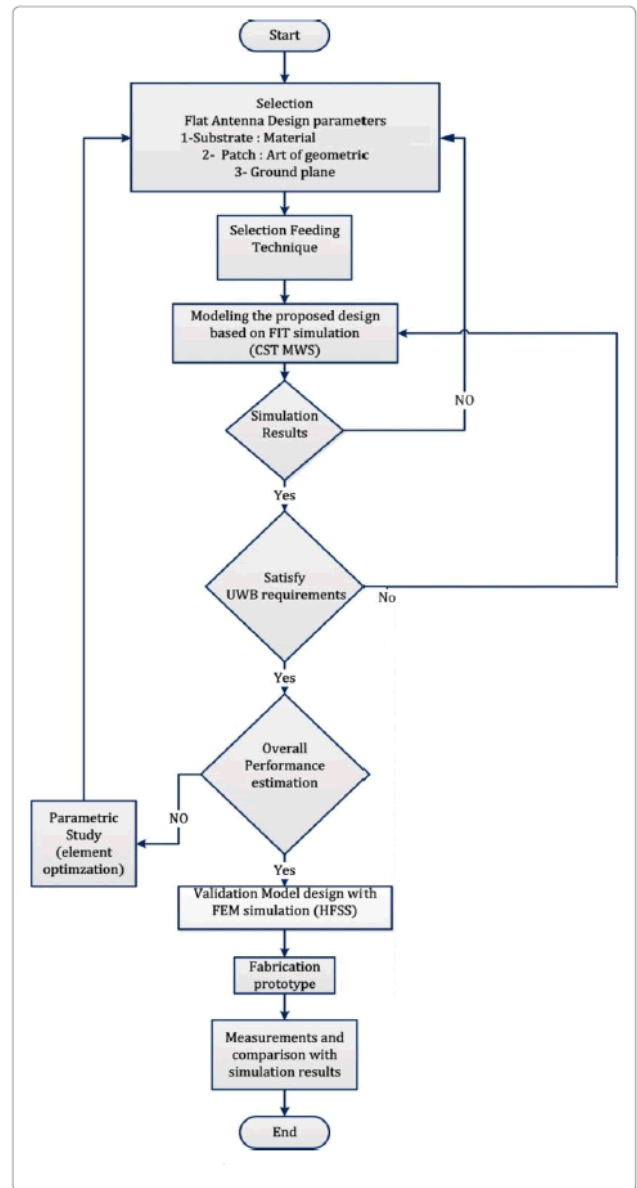 Start
Selection
Flat Antenna Design parameters
1-Substrate : Material
2- Patch : Art of geometric
3- Ground plane
Selection Feeding
Technique
Modeling the proposed design
based on FIT simulation
(CST MWS)
Simulation
Results
NO
Yes
Satisfy
UWB requirements
No
Yes
Overall
Performance
estimation
NO
Parametric
Study
(element
optimzation)
Yes
Validation Model design with
FEM simulation (HFSS)
Fabrication
prototype
Measurements and
comparison with
simulation results
End